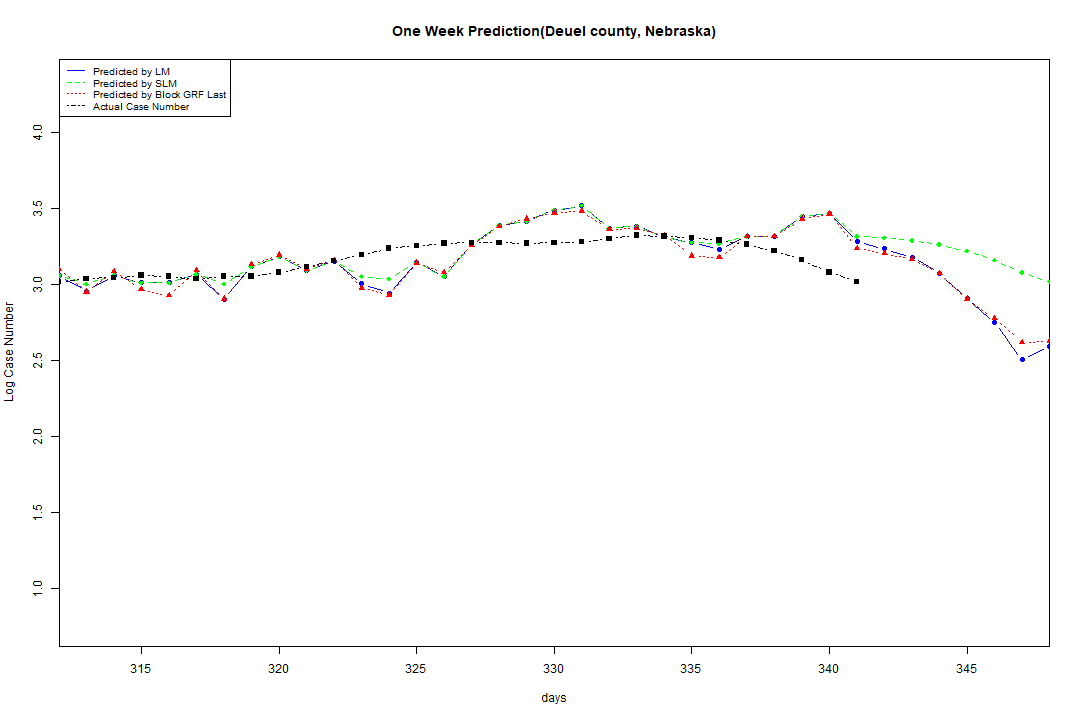 One Week Prediction(Deuel county, Nebraska)
Predicted by LM
Predicted by SLM
Predicted by Block GRF Last
Actual Case Number
Log Case Number
4.0
3.5
3.0
2.5
2.0
1.5
1.0
315 320 325 330 335 340 345
days